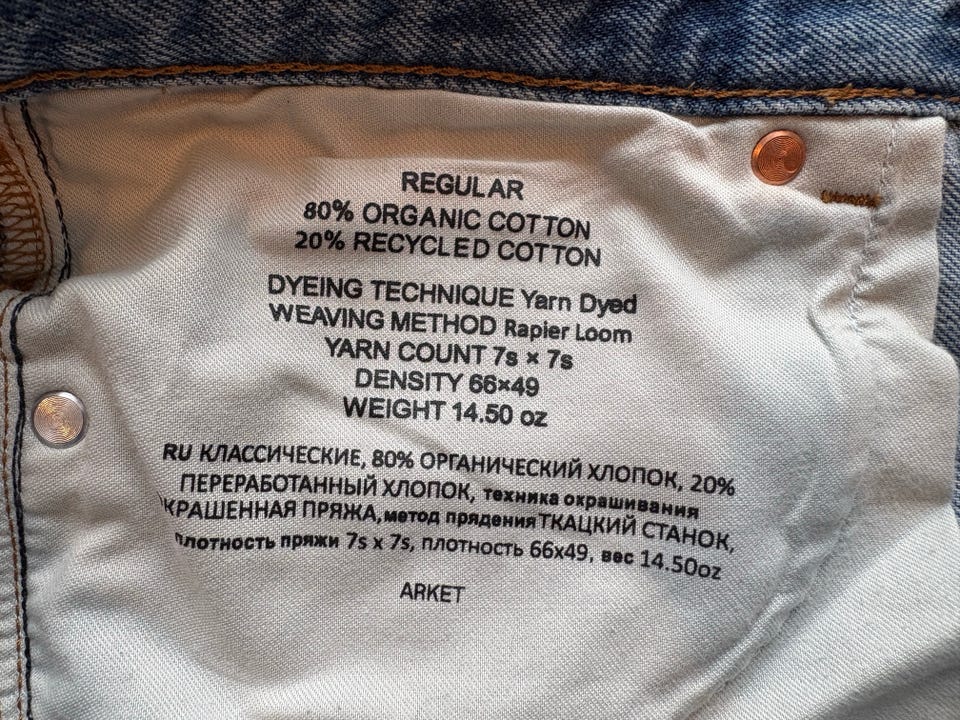 REGULAR
80% ORGANIC COTTON
20% RECYCLED COTTON
DYEING TECHNIQUE Yarn Dyed
WEAVING METHOD Rapier Loom
YARN COUNT 7s × 7s
DENSITY 66×49
WEIGHT 14.50 oz
RU КЛАССИЧЕСКИЕ, 80% ОРГАНИЧЕСКИЙ ХЛОПОК, 20%
ПЕРЕРАБОТАННЫЙ ХЛОПОК, техника окрашивания
КРАШЕННАЯ ПРЯЖА, метод прядения ТКАЦКИЙ СТАНОК,
плотность пряжи 7s x 7s, плотность 66x49, вес 14.50oz
ARKET